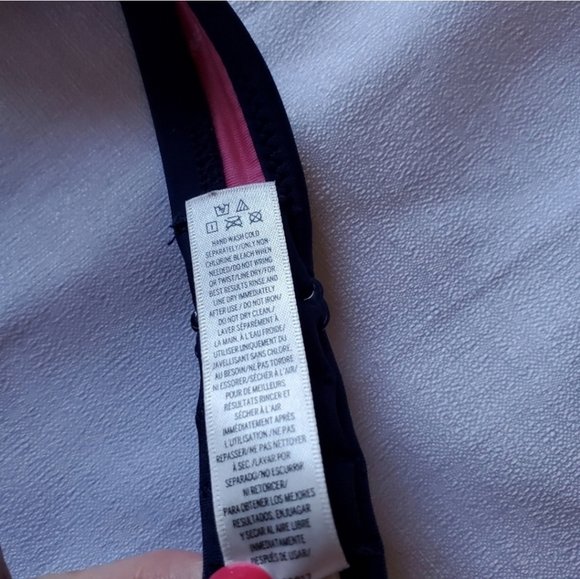 HAND WASH COLD
SEPARATELY/ONLY NON-
CHLORINE BLEACH WHEN
NEEDED/DO NOT WRING
OR TWIST/LINE DRY/FOR
BEST RESULTS RINSE AND
LINE DRY IMMEDIATELY
AFTER USE / DO NOT IRON/
DO NOT DRY CLEAN./
LAVER SÉPARÉMENT À
LA MAIN, À L'EAU FROIDE/
UTILISER UNIQUEMENT DU
JAVELLISANT SANS CHLORE,
AU BESOIN/NE PAS TORDRE
NI ESSORER/SÉCHER À L'AIR/
POUR DE MEILLEURS
RÉSULTATS RINCER ET
SÉCHER À L'AIR
IMMÉDIATEMENT APRÈS
L'UTILISATION /NE PAS
REPASSER/NE PAS NETTOYER
À SEC./LAVAR POR
SEPARADO/NO ESCURRIR
NI RETORCER/
PARA OBTENER LOS MEJORES
RESULTADOS, ENJUAGAR
Y SECAR AL AIRE LIBRE
INMEDIATAMENTE
DESPUÉS DE USAR/